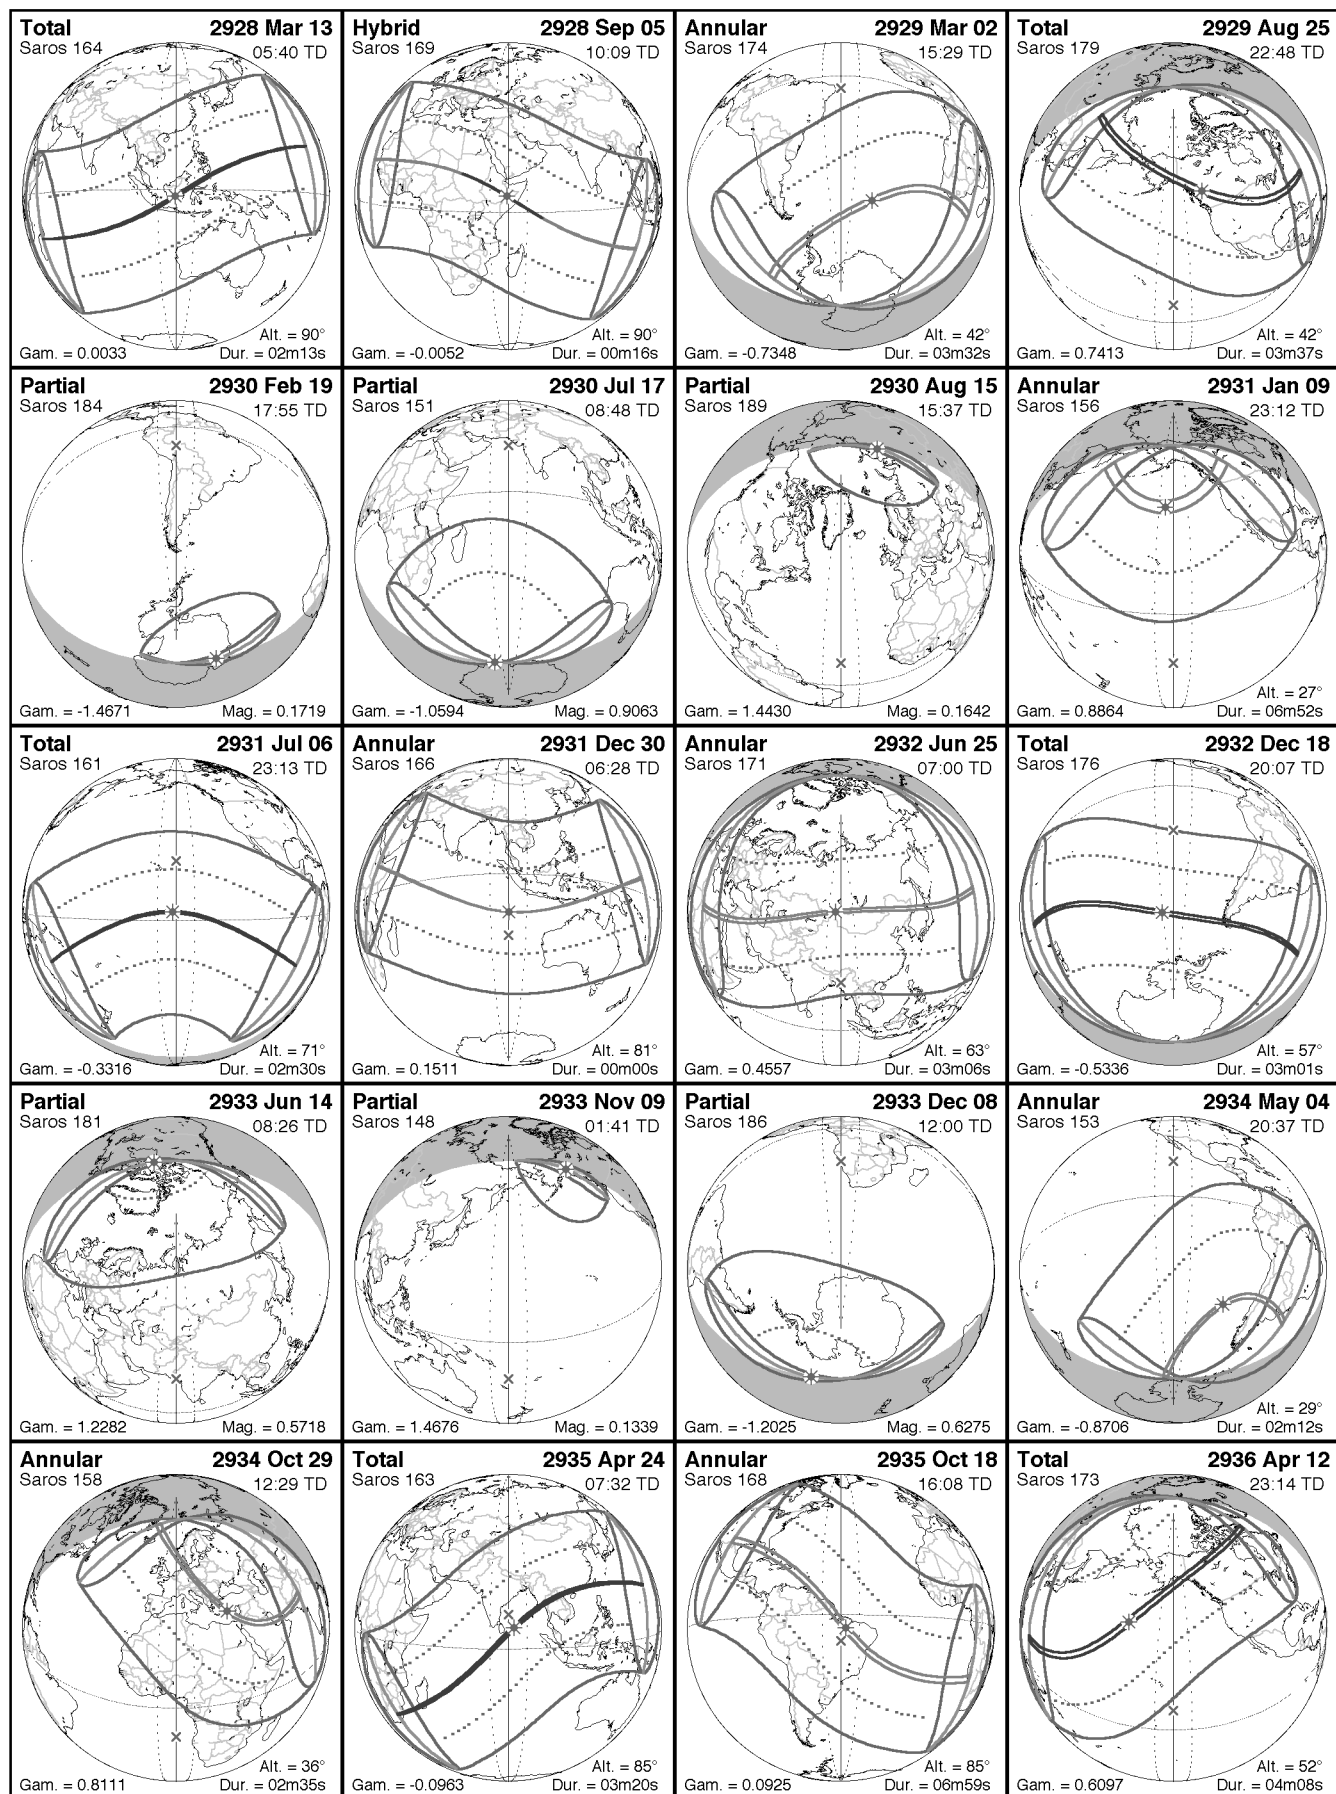 Total 2928 Mar 13
Saros 164 05:40 TD
Alt. = 90°
Gam. = 0.0033 Dur. = 02m13s
Hybrid 2928 Sep 05
Saros 169 10:09 TD
Alt. = 90°
Gam. = -0.0052 Dur. = 00m16s
Annular 2929 Mar 02
Saros 174 15:29 TD
Alt. = 42°
Gam. = -0.7348 Dur. = 03m32s
Total 2929 Aug 25
Saros 179 22:48 TD
Alt. = 42°
Gam. = 0.7413 Dur. = 03m37s
Partial 2930 Feb 19
Saros 184 17:55 TD
Gam. = -1.4671 Mag. = 0.1719
Partial 2930 Jul 17
Saros 151 08:48 TD
Gam. = -1.0594 Mag. = 0.9063
Partial 2930 Aug 15
Saros 189 15:37 TD
Gam. = 1.4430 Mag. = 0.1642
Annular 2931 Jan 09
Saros 156 23:12 TD
Alt. = 27°
Gam. = 0.8864 Dur. = 06m52s
Total 2931 Jul 06
Saros 161 23:13 TD
Alt. = 71°
Gam. = -0.3316 Dur. = 02m30s
Annular 2931 Dec 30
Saros 166 06:28 TD
Alt. = 81°
Gam. = 0.1511 Dur. = 00m00s
Annular 2932 Jun 25
Saros 171 07:00 TD
Alt. = 63°
Gam. = 0.4557 Dur. = 03m06s
Total 2932 Dec 18
Saros 176 20:07 TD
Alt. = 57°
Gam. = -0.5336 Dur. = 03m01s
Partial 2933 Jun 14
Saros 181 08:26 TD
Gam. = 1.2282 Mag. = 0.5718
Partial 2933 Nov 09
Saros 148 01:41 TD
Gam. = 1.4676 Mag. = 0.1339
Partial 2933 Dec 08
Saros 186 12:00 TD
Gam. = -1.2025 Mag. = 0.6275
Annular 2934 May 04
Saros 153 20:37 TD
Alt. = 29°
Gam. = -0.8706 Dur. = 02m12s
Annular 2934 Oct 29
Saros 158 12:29 TD
Alt. = 36°
Gam. = 0.8111 Dur. = 02m35s
Total 2935 Apr 24
Saros 163 07:32 TD
Alt. = 85°
Gam. = -0.0963 Dur. = 03m20s
Annular 2935 Oct 18
Saros 168 16:08 TD
Alt. = 85°
Gam. = 0.0925 Dur. = 06m59s
Total 2936 Apr 12
Saros 173 23:14 TD
Alt. = 52°
Gam. = 0.6097 Dur. = 04m08s